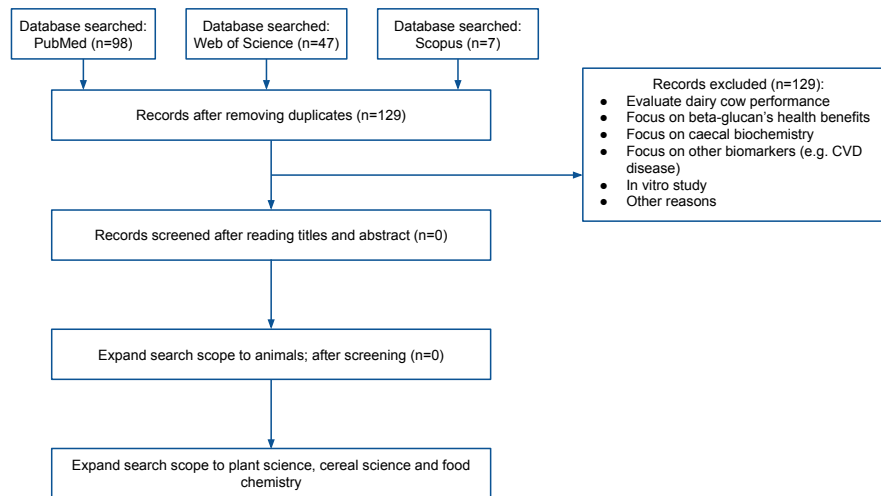 Database searched:
PubMed (n=98)
Database searched:
Web of Science (n=47)
Database searched:
Scopus (n=7)
Records after removing duplicates (n=129)
Records excluded (n=129):
● Evaluate dairy cow performance
● Focus on beta-glucan's health benefits
● Focus on caecal biochemistry
● Focus on other biomarkers (e.g. CVD
disease)
● In vitro study
● Other reasons
Records screened after reading titles and abstract (n=0)
Expand search scope to animals; after screening (n=0)
Expand search scope to plant science, cereal science and food
chemistry